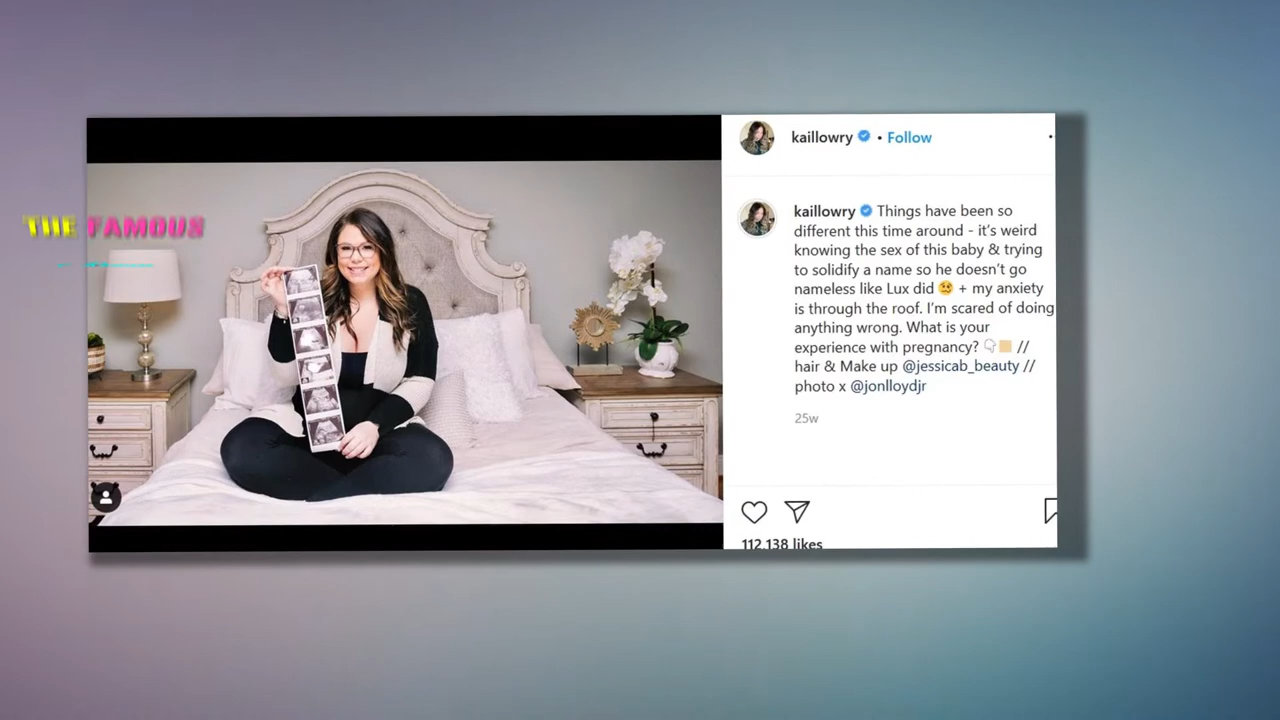 THE FAMOUS
kaillowry • Follow
kaillowry Things have been so
different this time around - it's weird
knowing the sex of this baby & trying
to solidify a name so he doesn't go
nameless like Lux did 🤕 + my anxiety
is through the roof. I'm scared of doing
anything wrong. What is your
experience with pregnancy? 👇🏼 //
hair & Make up @jessicab_beauty //
photo x @jonlloydjr
25w
112,138 likes